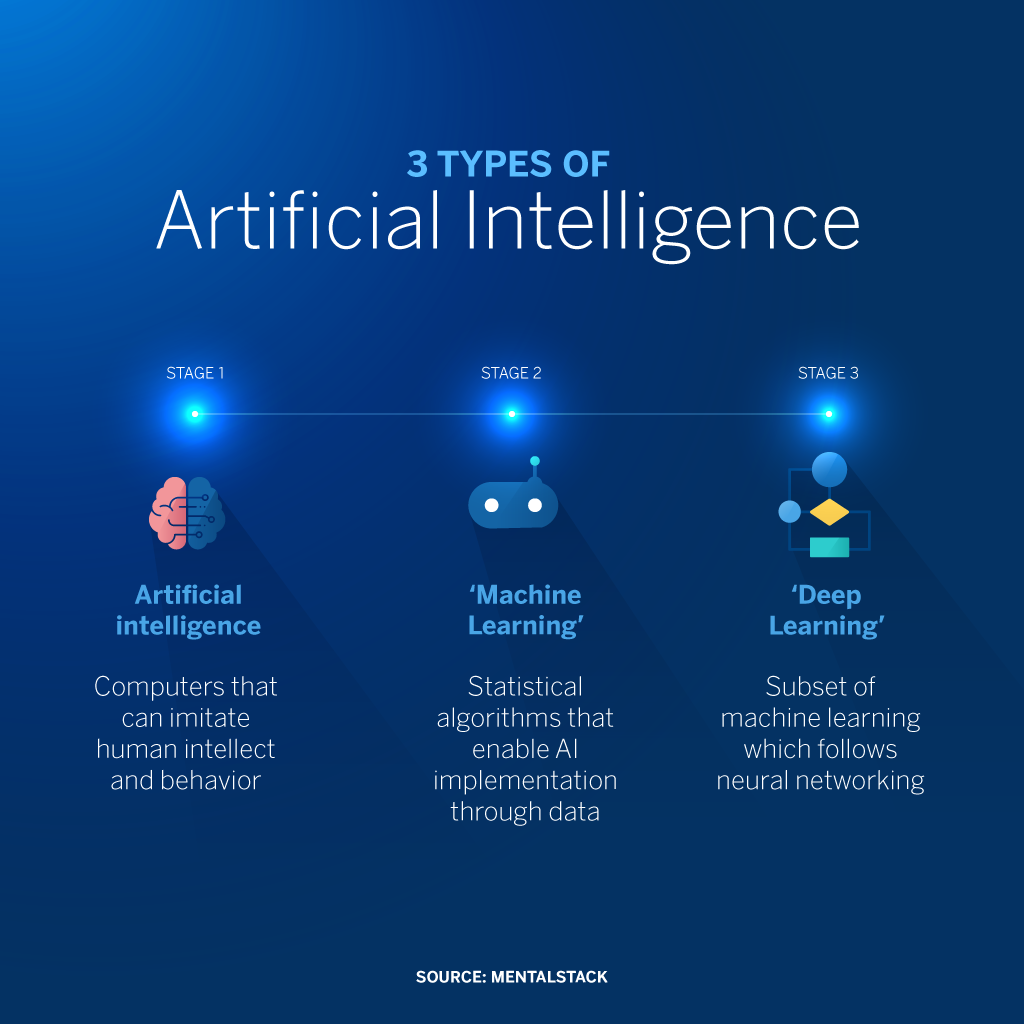 3 TYPES OF
Artificial Intelligence
STAGE 1
STAGE 2
STAGE 3
Artificial
intelligence
Computers that
can imitate
human intellect
and behavior
‘Machine
Learning’
Statistical
algorithms that
enable AI
implementation
through data
‘Deep
Learning’
Subset of
machine learning
which follows
neural networking
SOURCE: MENTALSTACK